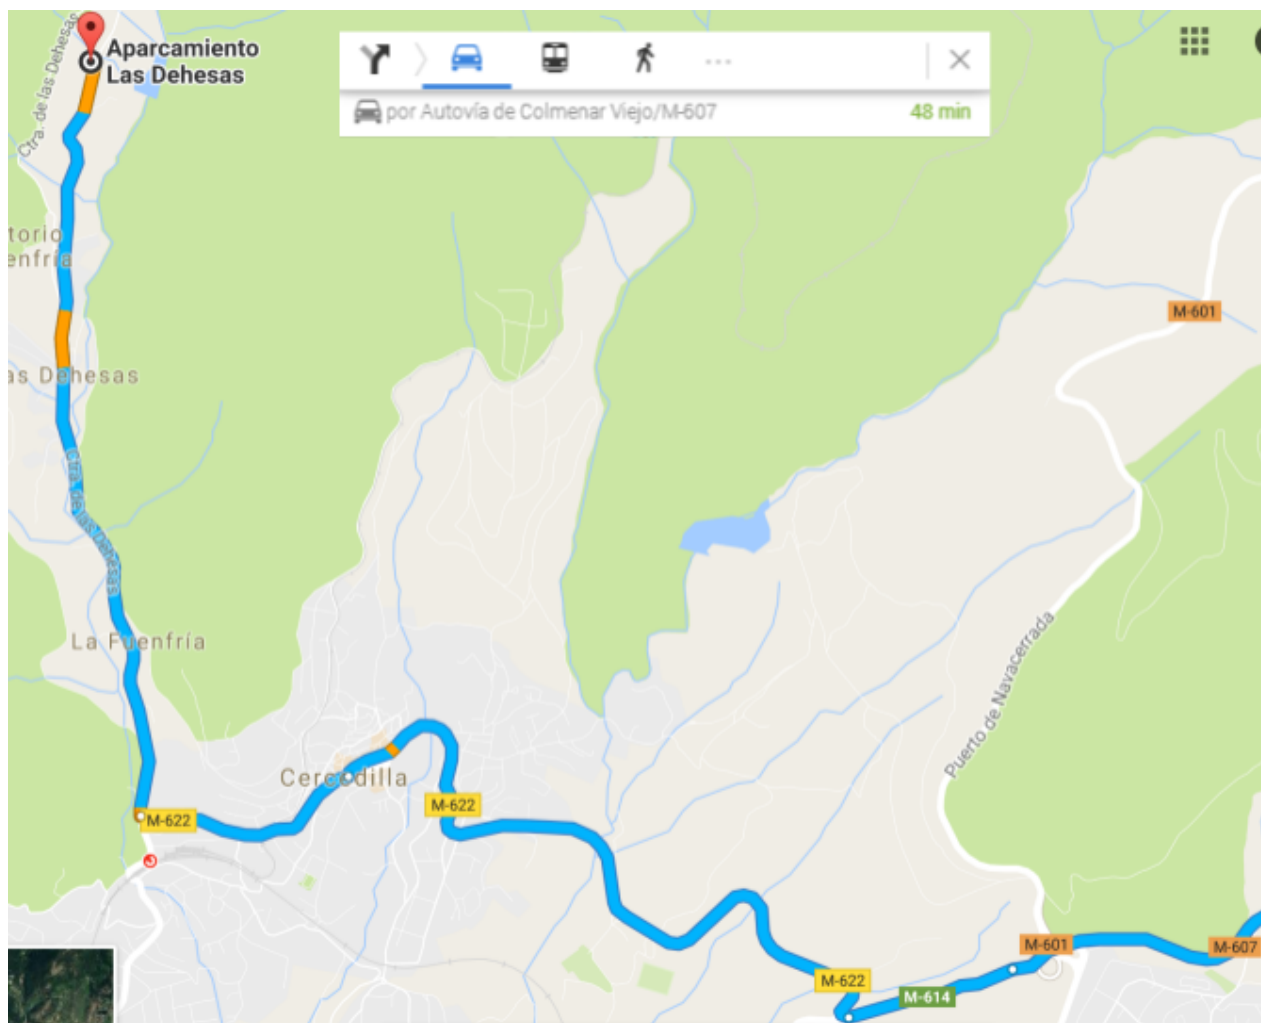 Aparcamiento
Las Dehesas
Ctra. de las Dehesas
por Autovía de Colmenar Viejo/M-607
48 min
torio
enfría
M-601
as Dehesas
Ctra. de las Dehesas
La Fuenfría
Puerto de Navacerrada
Cercedilla
M-622
M-622
M-601
M-607
M-622
M-614